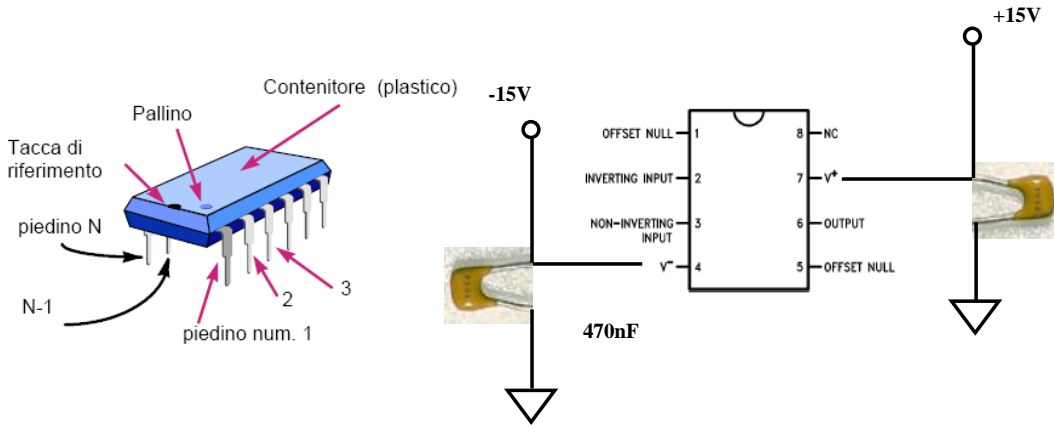 Contenitore (plastico)
Pallino
Tacca di
riferimento
piedino N
N-1
piedino num. 1
2
3
-15V
+15V
470nF
OFFSET NULL
1
INVERTING INPUT
2
NON-INVERTING
INPUT
3
V-
4
8
NC
7
V+
6
OUTPUT
5
OFFSET NULL